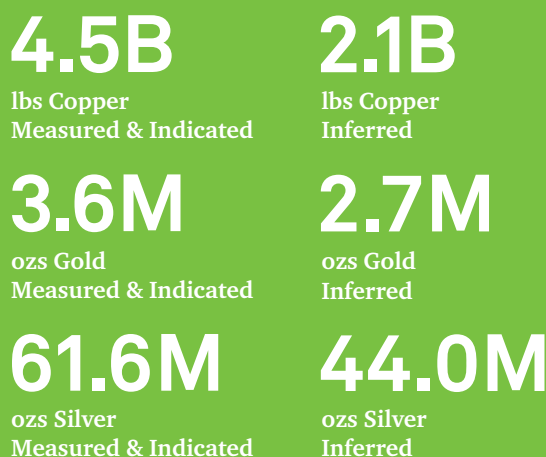 4.5B
lbs Copper
Measured & Indicated
2.1B
lbs Copper
Inferred
3.6M
ozs Gold
Measured & Indicated
2.7M
ozs Gold
Inferred
61.6M
ozs Silver
Measured & Indicated
44.0M
ozs Silver
Inferred